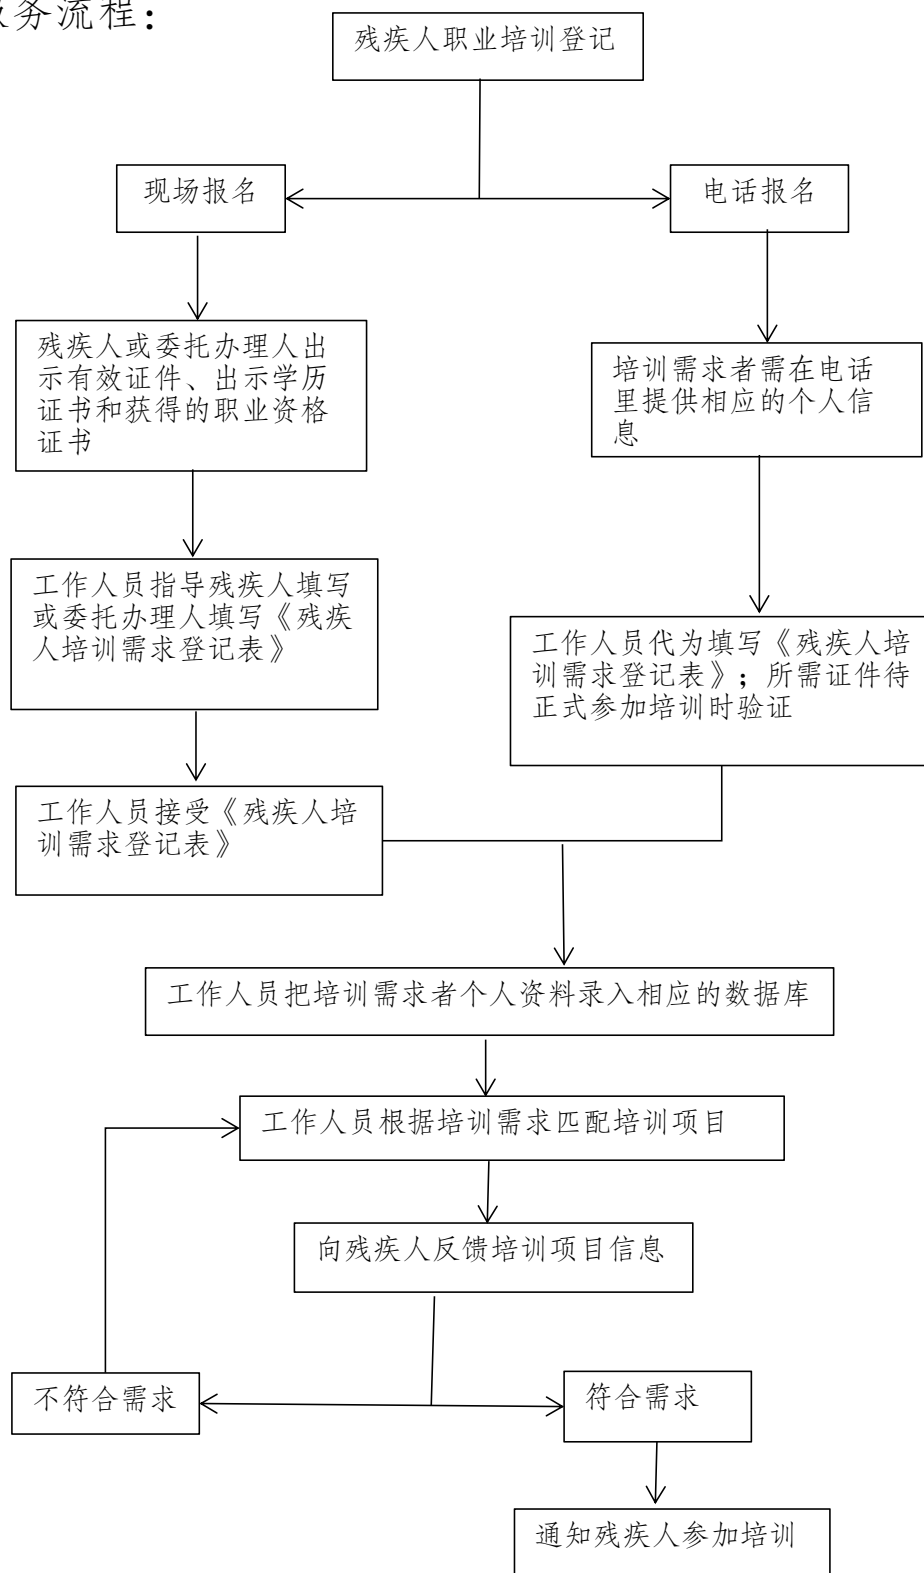 务流程：
残疾人职业培训登记
现场报名
电话报名
残疾人或委托办理人出
示有效证件、出示学历
证书和获得的职业资格
证书
培训需求者需在电话
里提供相应的个人信
息
工作人员指导残疾人填写
或委托办理人填写《残疾
人培训需求登记表》
工作人员代为填写《残疾人培
训需求登记表》；所需证件待
正式参加培训时验证
工作人员接受《残疾人培
训需求登记表》
工作人员把培训需求者个人资料录入相应的数据库
工作人员根据培训需求匹配培训项目
向残疾人反馈培训项目信息
不符合需求
符合需求
通知残疾人参加培训